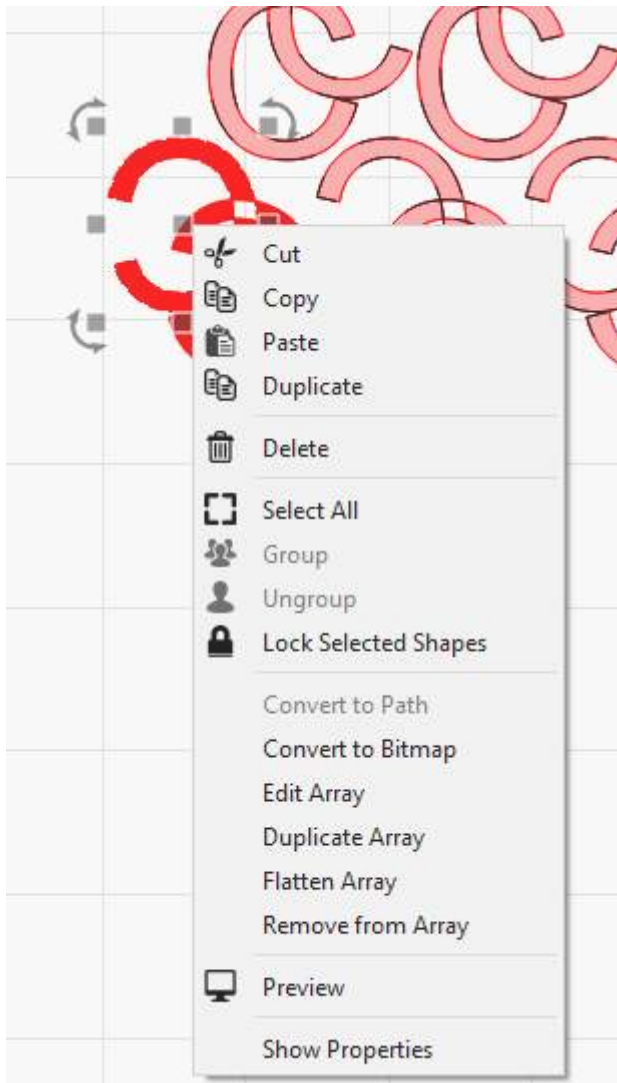 Cut
Copy
Paste
Duplicate
Delete
Select All
Group
Ungroup
Lock Selected Shapes
Convert to Path
Convert to Bitmap
Edit Array
Duplicate Array
Flatten Array
Remove from Array
Preview
Show Properties